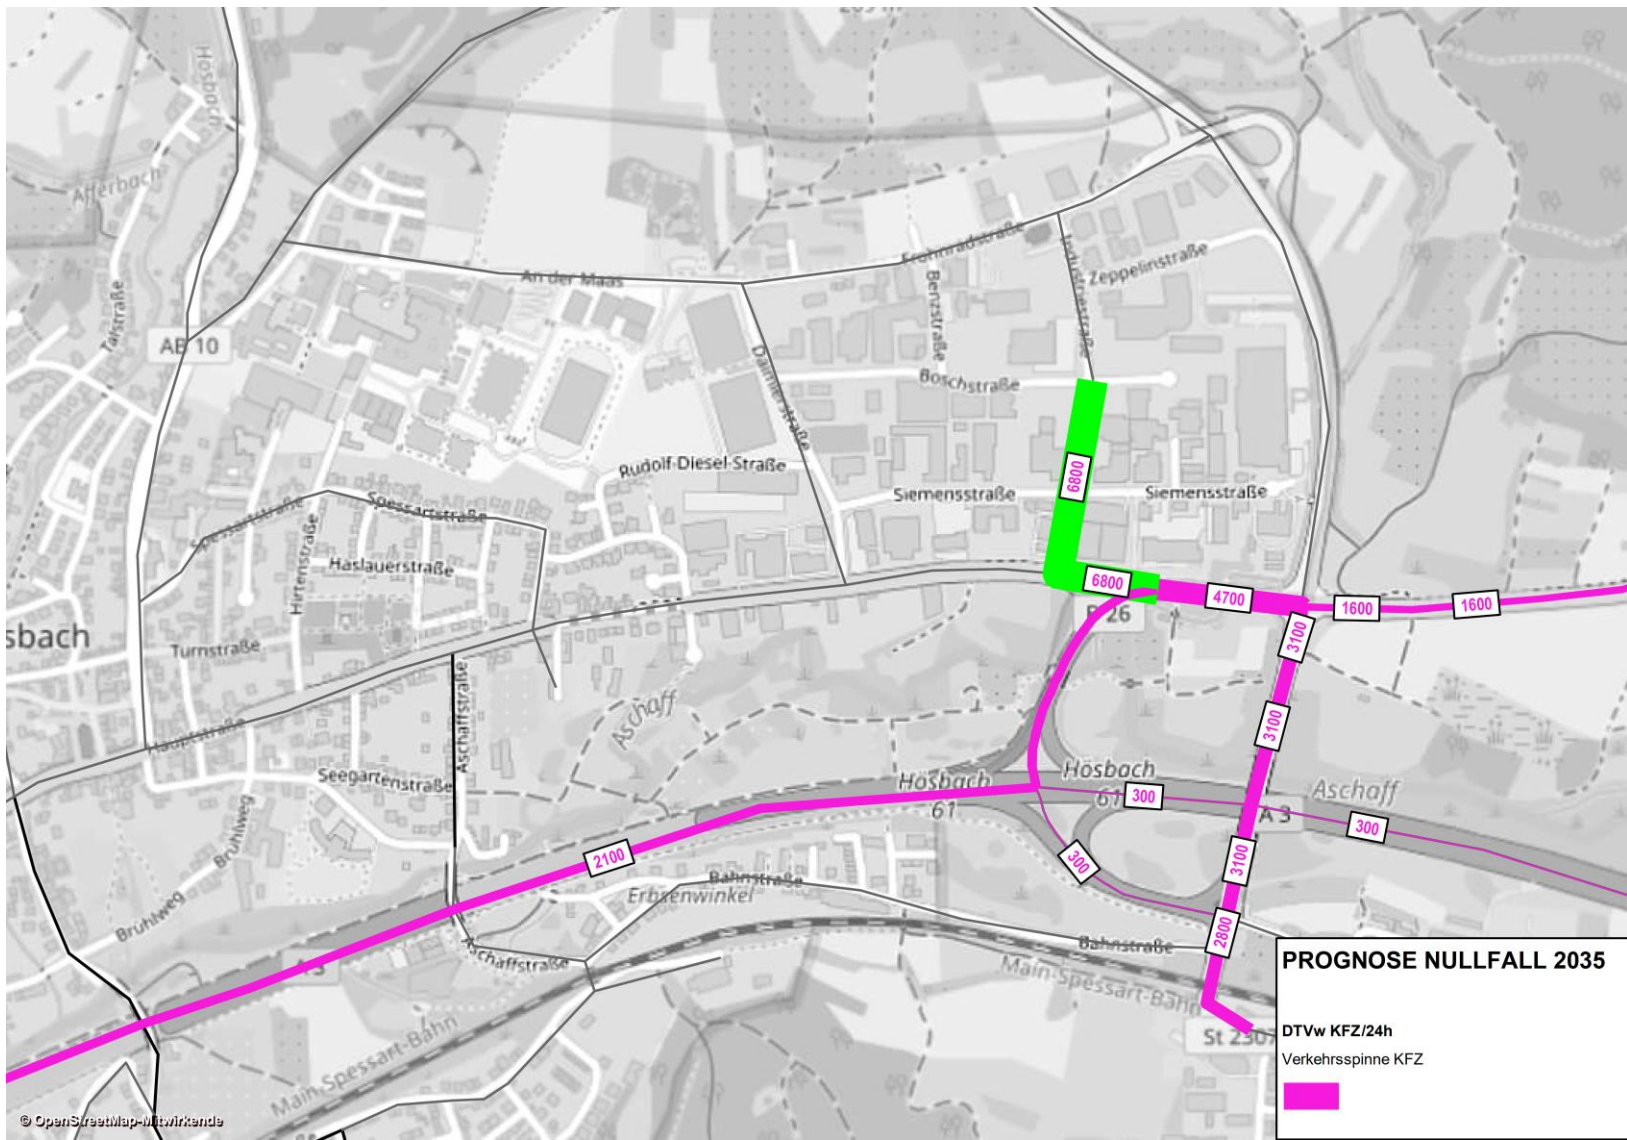 Hösbach
Afferbach
Talstraße
AB 10
An der Maas
Frohnradstraße
Industriestraße
Zeppelinstraße
Benzstraße
Daimlerstraße
Boschstraße
Rudolf-Diesel-Straße
Siemensstraße
Siemensstraße
6800
Spessartstraße
Spessartstraße
Hirtenstraße
Haslauerstraße
6800
4700
1600
1600
26
3100
sbach
Turnstraße
Aschaffstraße
Aschaff
3100
Hauptstraße
Seegartenstraße
Hösbach
61
Hösbach
61
300
Aschaff
A 3
300
Brühlweg
2100
300
3100
Bahnstraße
Erbsenwinkel
Brühlweg
2800
Aschaffstraße
Bahnstraße
A 3
Main-Spessart-Bahn
St 2307
Main-Spessart-Bahn
PROGNOSE NULLFALL 2035
DTVw KFZ/24h
Verkehrsspinne KFZ
© OpenStreetMap-Mitwirkende